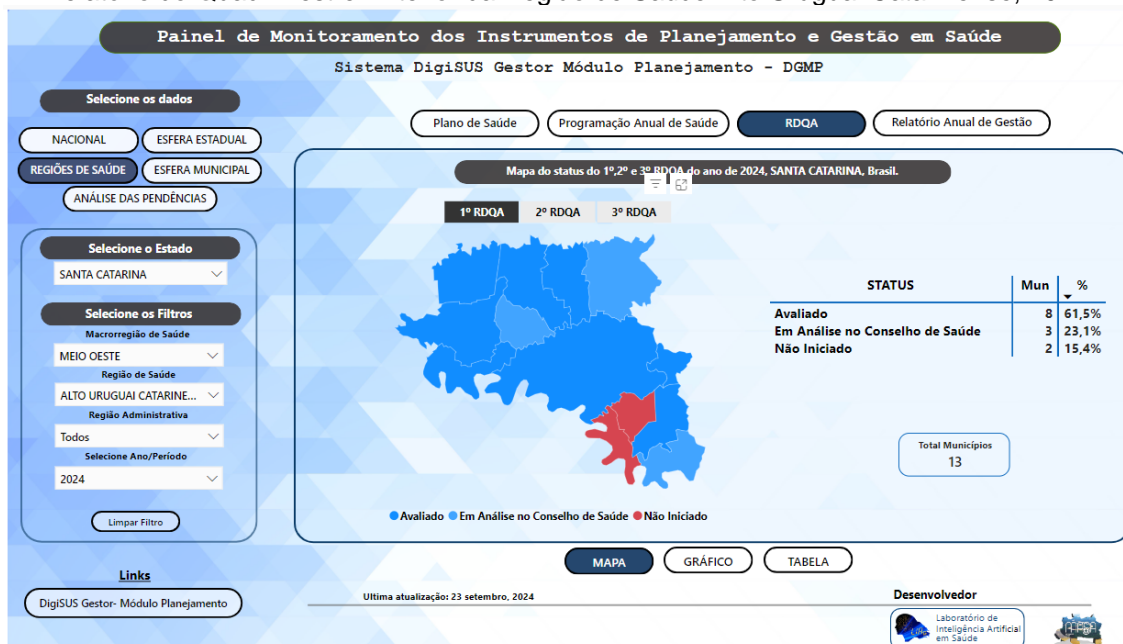 Painel de Monitoramento dos Instrumentos de Planejamento e Gestão em Saúde
Sistema DigiSUS Gestor Módulo Planejamento - DGMP
Selecione os dados
NACIONAL
ESFERA ESTADUAL
REGIÕES DE SAÚDE
ESFERA MUNICIPAL
ANÁLISE DAS PENDÊNCIAS
Plano de Saúde
Programação Anual de Saúde
RDQA
Relatório Anual de Gestão
Selecione o Estado
SANTA CATARINA
Selecione os Filtros
Macrorregião de Saúde
MEIO OESTE
Região de Saúde
ALTO URUGUAI CATARINE...
Região Administrativa
Todos
Selecione Ano/Período
2024
Limpar Filtro
Mapa do status do 1º,2º e 3º RDQA do ano de 2024, SANTA CATARINA, Brasil.
1º RDQA 2º RDQA 3º RDQA
STATUS Mun %
Avaliado 8 61,5%
Em Análise no Conselho de Saúde 3 23,1%
Não Iniciado 2 15,4%
Total Municípios
13
Avaliado Em Análise no Conselho de Saúde Não Iniciado
MAPA
GRÁFICO
TABELA
Links
DigiSUS Gestor- Módulo Planejamento
Ultima atualização: 23 setembro, 2024
Desenvolvedor
Laboratório de
Inteligência Artificial
em Saúde